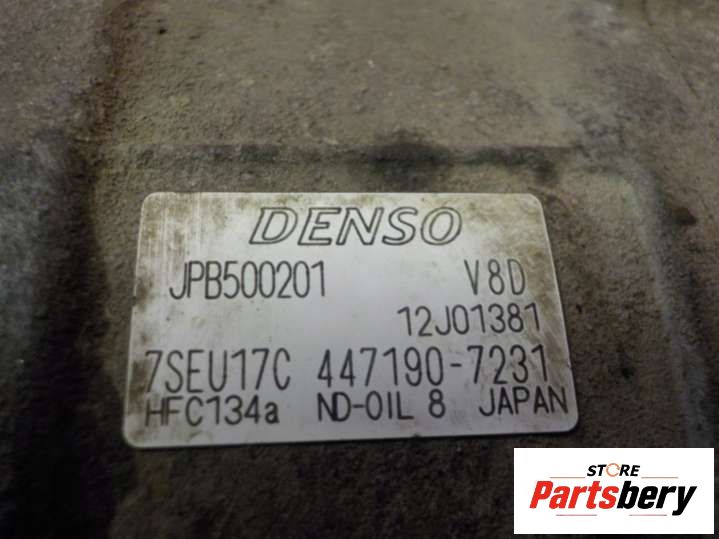 DENSO
JPB500201 V8D
12J01381
7SEU17C 447190-7231
HFC134a ND-OIL 8 JAPAN
STORE
Partsbery